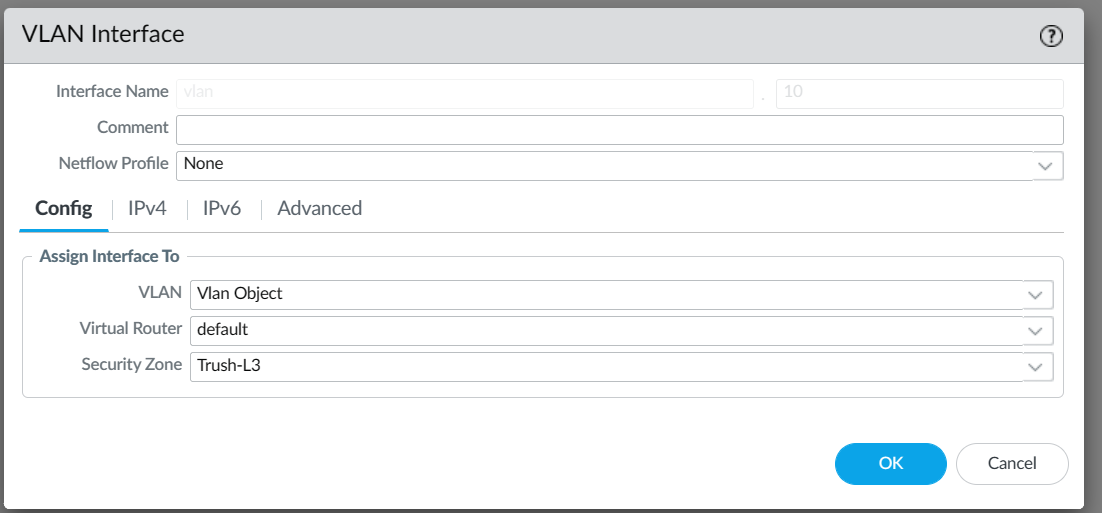 VLAN Interface
Interface Name vlan . 10
Comment
Netflow Profile None
Config IPv4 IPv6 Advanced
Assign Interface To
VLAN Vlan Object
Virtual Router default
Security Zone Trush-L3
OK Cancel